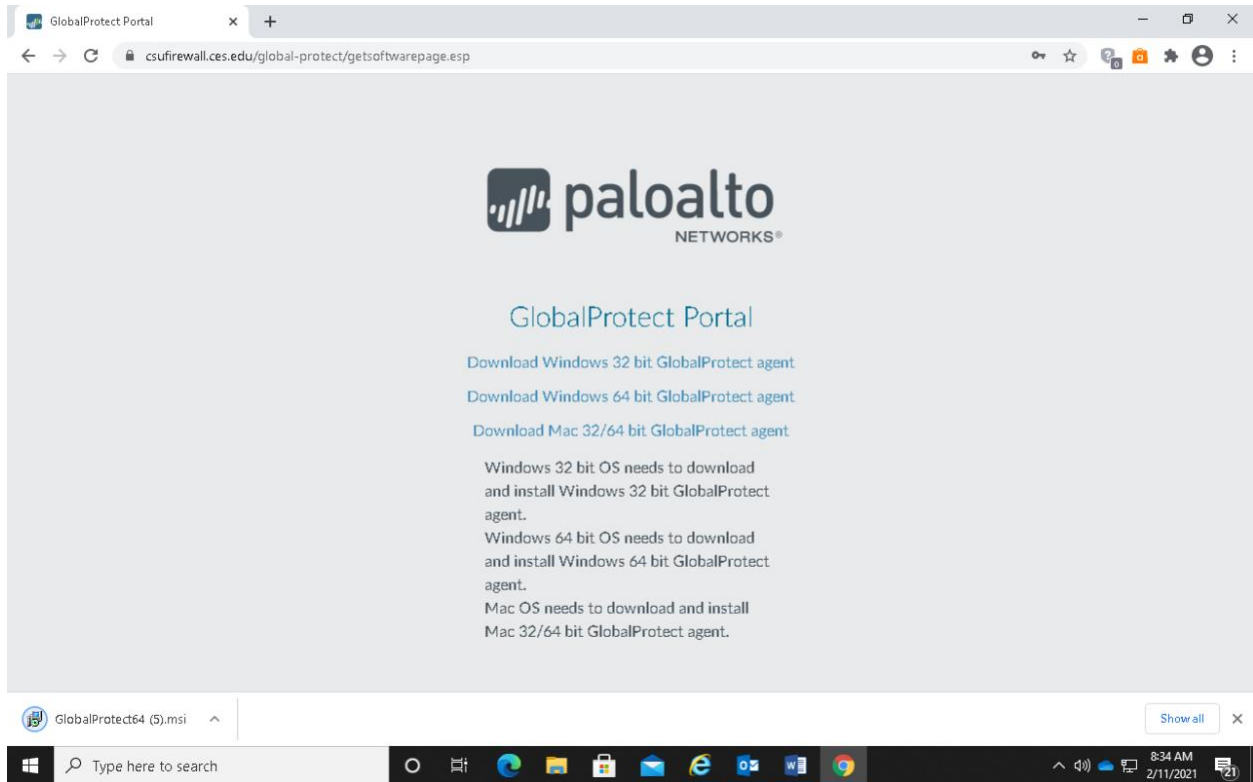 GlobalProtect Portal
csufirewall.ces.edu/global-protect/getsoftwarepage.esp
0
paloalto
NETWORKS®
GlobalProtect Portal
Download Windows 32 bit GlobalProtect agent
Download Windows 64 bit GlobalProtect agent
Download Mac 32/64 bit GlobalProtect agent
Windows 32 bit OS needs to download
and install Windows 32 bit GlobalProtect
agent.
Windows 64 bit OS needs to download
and install Windows 64 bit GlobalProtect
agent.
Mac OS needs to download and install
Mac 32/64 bit GlobalProtect agent.
GlobalProtect64 (5).msi
Show all
Type here to search
8:34 AM
2/11/2021
21